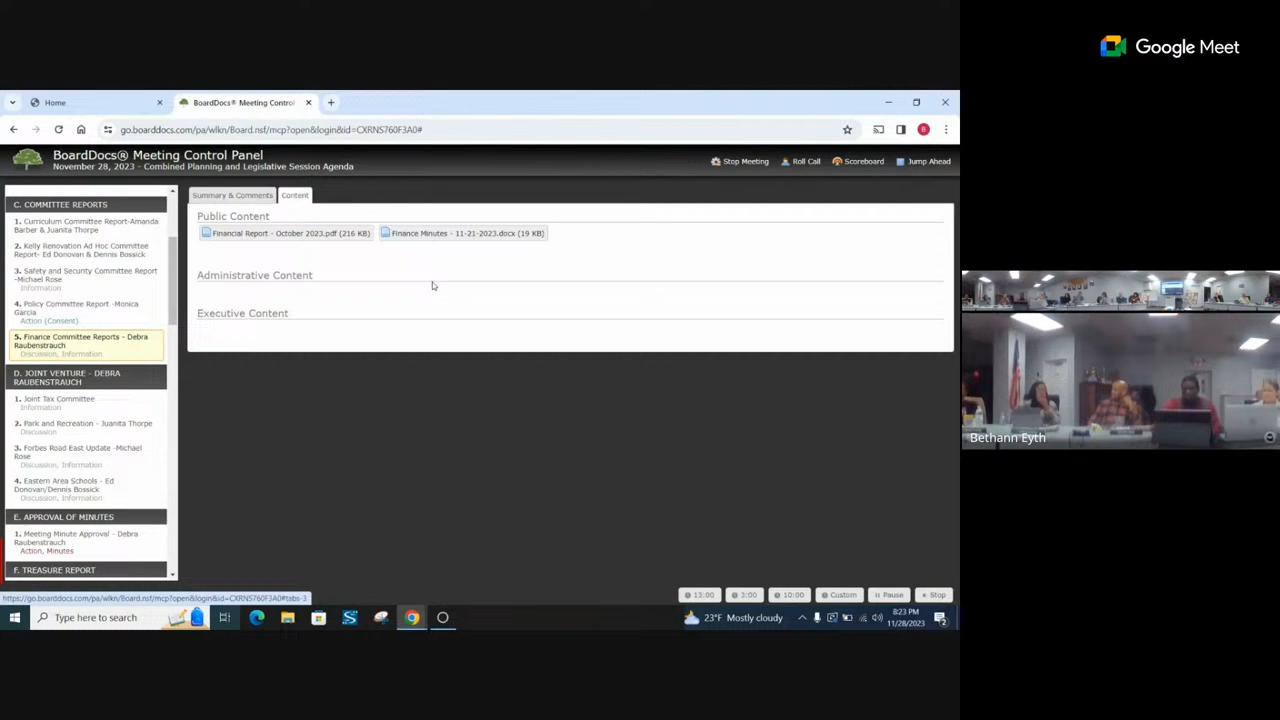 Google Meet
Home
BoardDocs® Meeting Control
go.boarddocs.com/pa/wlkn/Board.nsf/mcp?open&login&id=CXRNS760F3A0#
BoardDocs® Meeting Control Panel
November 28, 2023 - Combined Planning and Legislative Session Agenda
Stop Meeting
Roll Call
Scoreboard
Jump Ahead
C. COMMITTEE REPORTS
1. Curriculum Committee Report-Amanda
Barber & Juanita Thorpe
2. Kelly Renovation Ad Hoc Committee
Report- Ed Donovan & Dennis Bossick
3. Safety and Security Committee Report
-Michael Rose
Information
4. Policy Committee Report -Monica
Garcia
Action (Consent)
5. Finance Committee Reports - Debra
Raubenstrauch
Discussion, Information
D. JOINT VENTURE - DEBRA
RAUBENSTRAUCH
1. Joint Tax Committee
Information
2. Park and Recreation - Juanita Thorpe
Discussion
3. Forbes Road East Update -Michael
Rose
Discussion, Information
4. Eastern Area Schools - Ed
Donovan/Dennis Bossick
Discussion, Information
E. APPROVAL OF MINUTES
1. Meeting Minute Approval - Debra
Raubenstrauch
Action, Minutes
F. TREASURE REPORT
Summary & Comments
Content
Public Content
Financial Report - October 2023.pdf (216 KB)
Finance Minutes - 11-21-2023.docx (19 KB)
Administrative Content
Executive Content
Bethann Eyth
13:00
3:00
10:00
Custom
Pause
Stop
https://go.boarddocs.com/pa/wlkn/Board.nsf/mcp?open&login&id=CXRNS760F3A0#tabs-3
Type here to search
23°F Mostly cloudy
8:23 PM
11/28/2023
2